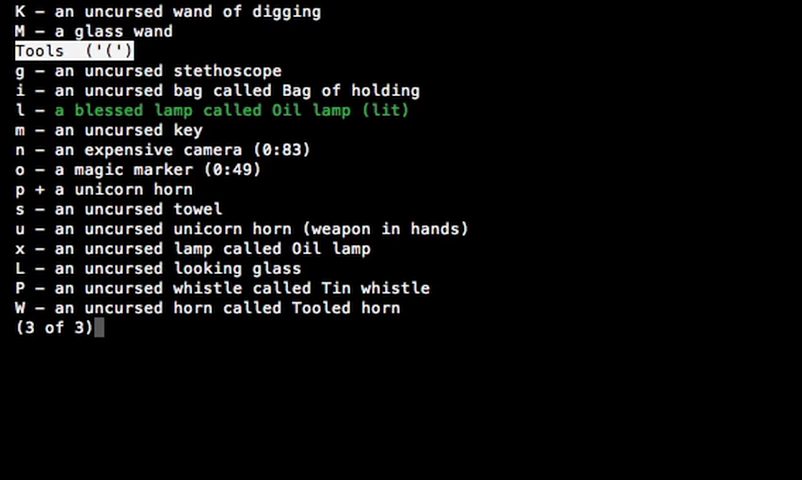 K - an uncursed wand of digging
M - a glass wand
Tools  ('(')
g - an uncursed stethoscope
i - an uncursed bag called Bag of holding
l - a blessed lamp called Oil lamp (lit)
m - an uncursed key
n - an expensive camera (0:83)
o - a magic marker (0:49)
p + a unicorn horn
s - an uncursed towel
u - an uncursed unicorn horn (weapon in hands)
x - an uncursed lamp called Oil lamp
L - an uncursed looking glass
P - an uncursed whistle called Tin whistle
W - an uncursed horn called Tooled horn
(3 of 3)